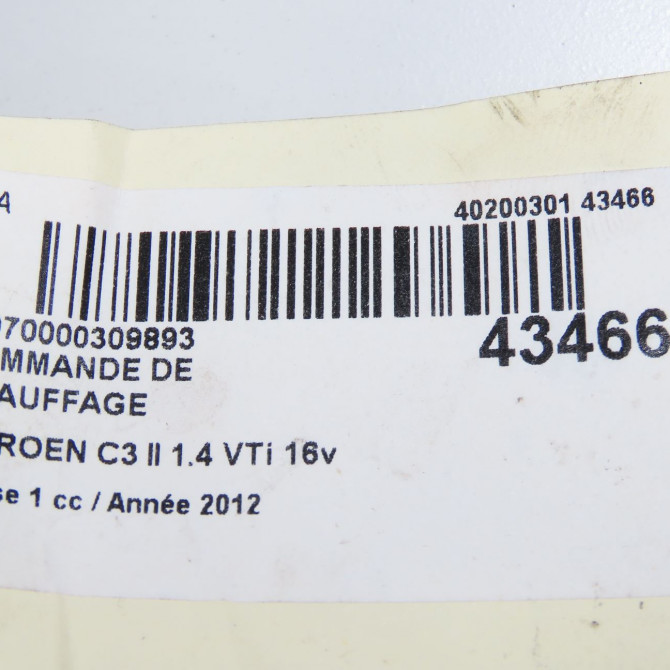 A
40200301 43466
070000309893
43466
MMANDE DE
AUFFAGE
ROEN C3 II 1.4 VTi 16v
se 1 cc / Année 2012